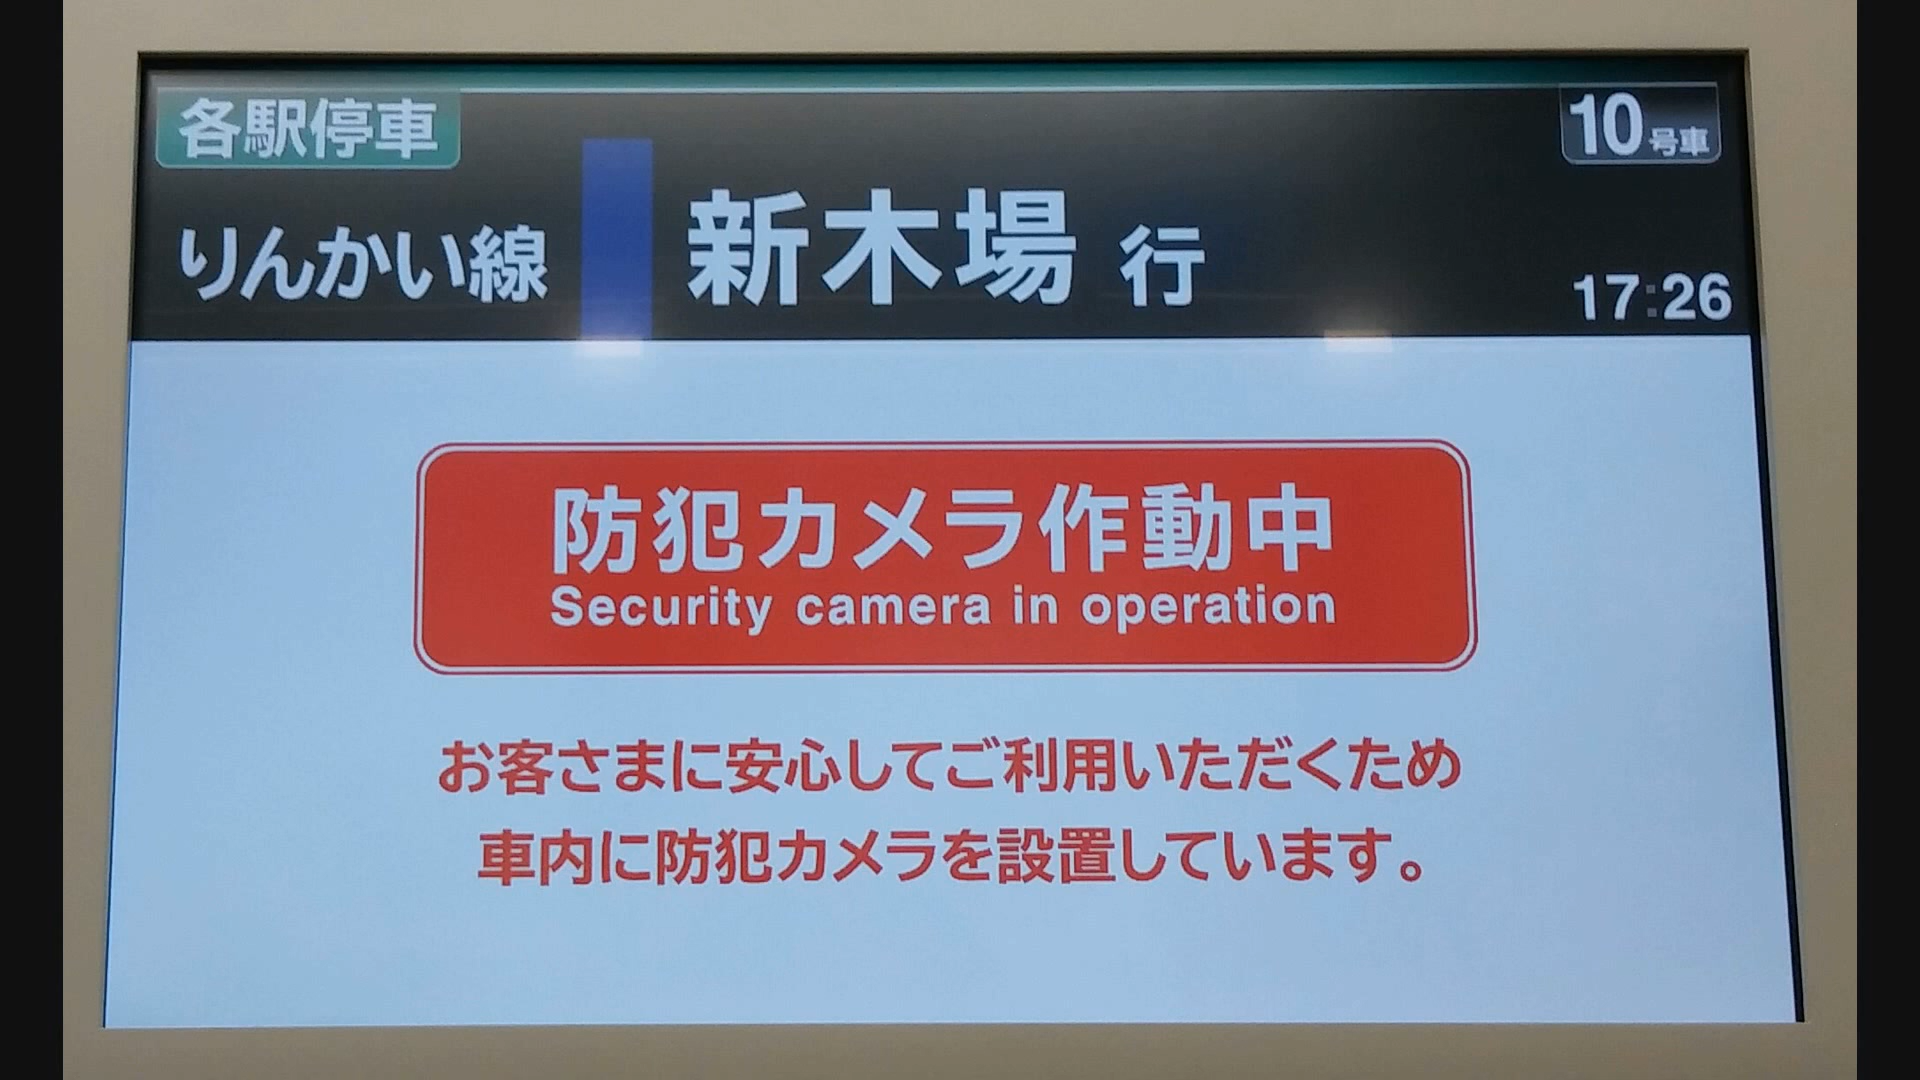 各駅停車
10号車
りんかい線 新木場 行
17:26
防犯カメラ作動中
Security camera in operation
お客さまに安心してご利用いただくため
車内に防犯カメラを設置しています。